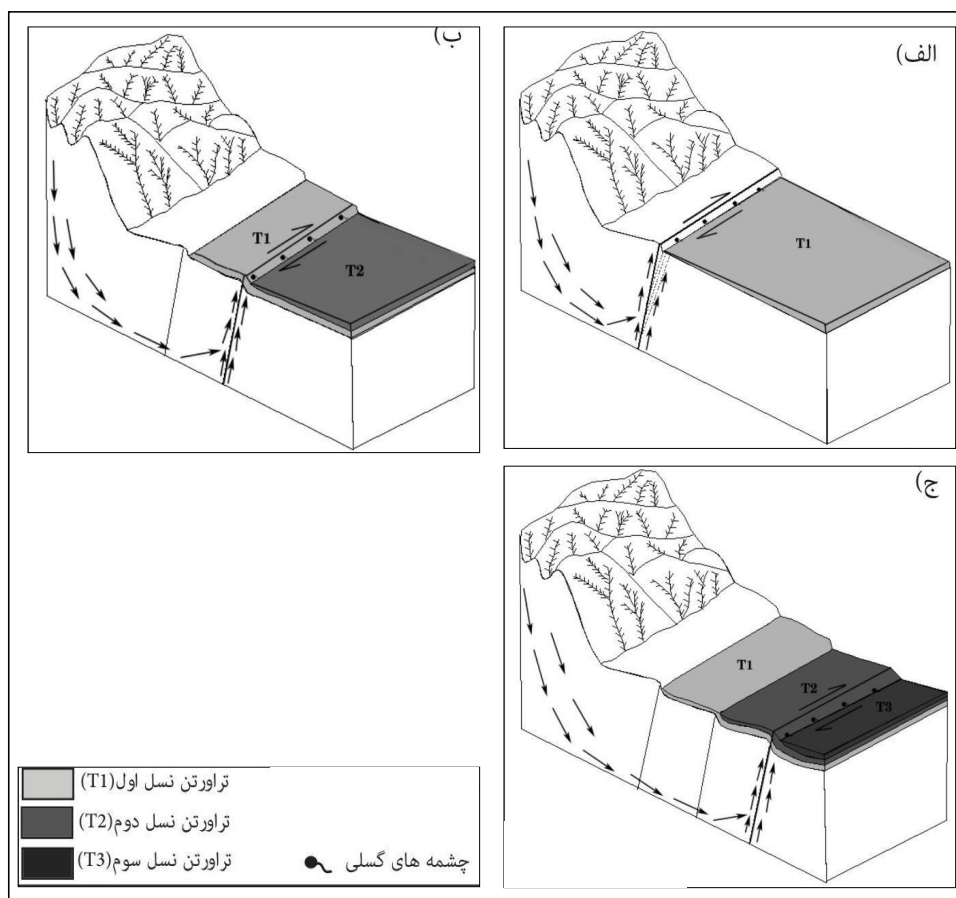 الف)
T1
ب)
T1
T2
ج)
T1
T2
T3
تراورتن نسل اول(T1)
تراورتن نسل دوم(T2)
تراورتن نسل سوم(T3)
چشمه های گسلی